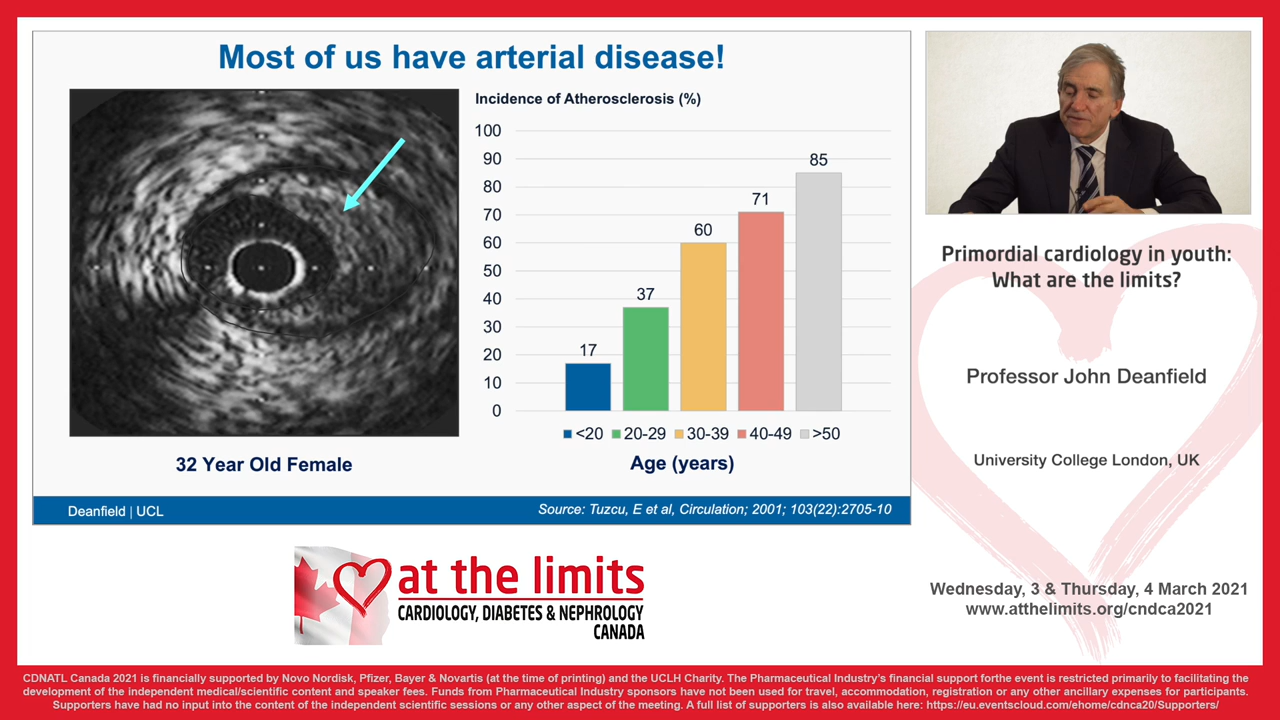 Most of us have arterial disease!
Incidence of Atherosclerosis (%)
100
90
80
70
60
50
40
30
20
10
0
17
37
60
71
85
<20 20-29 30-39 40-49 >50
Age (years)
32 Year Old Female
Deanfield | UCL
Source: Tuzcu, E et al, Circulation; 2001; 103(22):2705-10
Primordial cardiology in youth:
What are the limits?
Professor John Deanfield
University College London, UK
at the limits
CARDIOLOGY, DIABETES & NEPHROLOGY
CANADA
Wednesday, 3 & Thursday, 4 March 2021
www.atthelimits.org/cndca2021
CDNATL Canada 2021 is financially supported by Novo Nordisk, Pfizer, Bayer & Novartis (at the time of printing) and the UCLH Charity. The Pharmaceutical Industry's financial support forthe event is restricted primarily to facilitating the
development of the independent medical/scientific content and speaker fees. Funds from Pharmaceutical Industry sponsors have not been used for travel, accommodation, registration or any other ancillary expenses for participants.
Supporters have had no input into the content of the independent scientific sessions or any other aspect of the meeting. A full list of supporters is also available here: https://eu.eventscloud.com/ehome/cdnca20/Supporters/